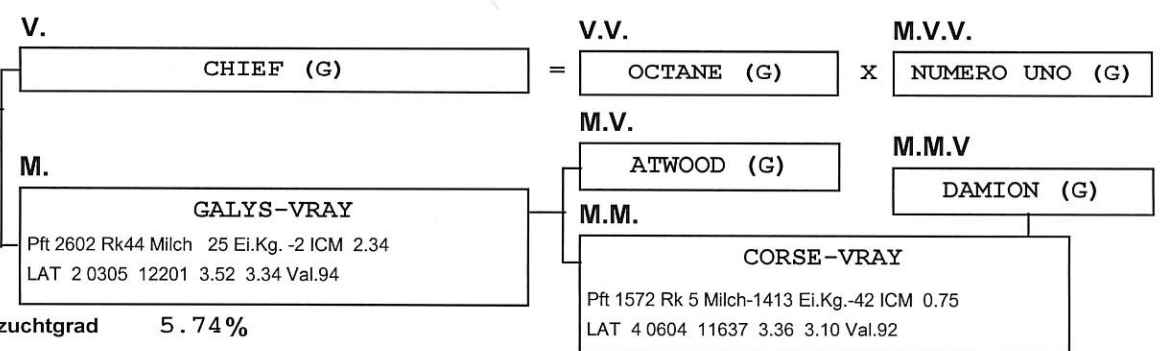 V.
CHIEF (G)
=
V.V.
OCTANE (G)
x
M.V.V.
NUMERO UNO (G)
M.V.
ATWOOD (G)
M.M.V
DAMION (G)
M.
GALYS-VRAY
Pft 2602 Rk44 Milch 25 Ei.Kg. -2 ICM 2.34
LAT 2 0305 12201 3.52 3.34 Val.94
M.M.
CORSE-VRAY
Pft 1572 Rk 5 Milch-1413 Ei.Kg.-42 ICM 0.75
LAT 4 0604 11637 3.36 3.10 Val.92
zuchtgrad 5.74%